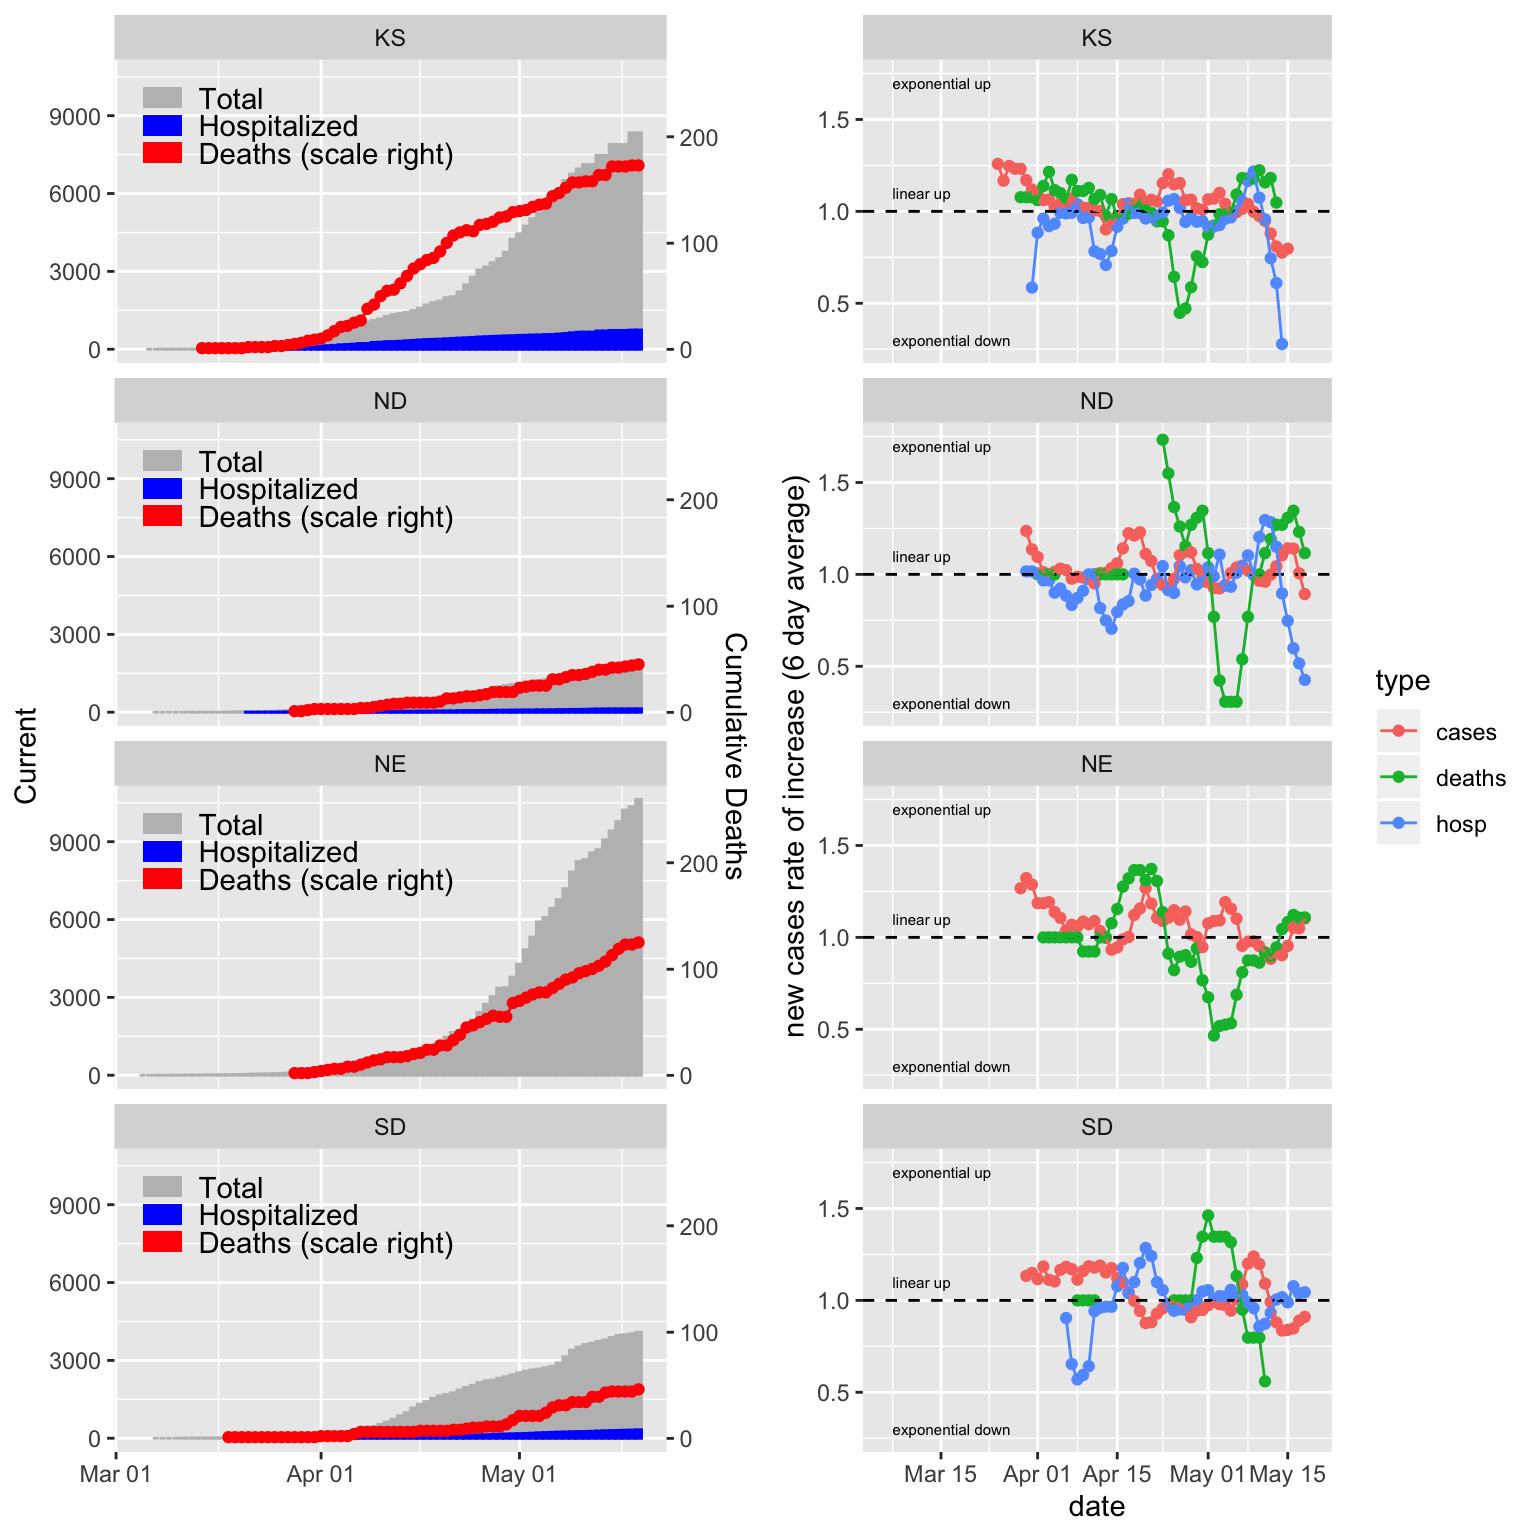 KS
Total
Hospitalized
Deaths (scale right)
9000
6000
3000
0
200
100
0
ND
Total
Hospitalized
Deaths (scale right)
9000
6000
3000
0
200
100
0
NE
Total
Hospitalized
Deaths (scale right)
9000
6000
3000
0
200
100
0
SD
Total
Hospitalized
Deaths (scale right)
9000
6000
3000
0
200
100
0
Mar 01
Apr 01
May 01
Current
Cumulative Deaths
KS
exponential up
linear up
exponential down
1.5
1.0
0.5
ND
exponential up
linear up
exponential down
1.5
1.0
0.5
NE
exponential up
linear up
exponential down
1.5
1.0
0.5
SD
exponential up
linear up
exponential down
1.5
1.0
0.5
Mar 15
Apr 01
Apr 15
May 01
May 15
date
new cases rate of increase (6 day average)
type
cases
deaths
hosp